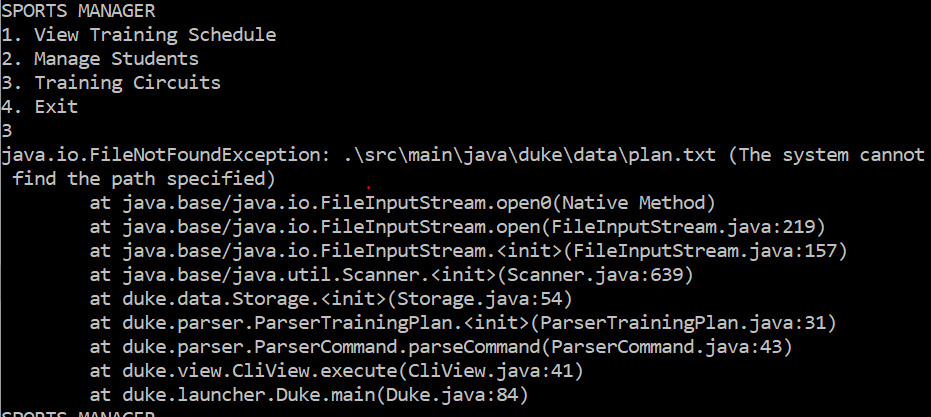 SPORTS MANAGER
1. View Training Schedule
2. Manage Students
3. Training Circuits
4. Exit
3
java.io.FileNotFoundException: .\src\main\java\duke\data\plan.txt (The system cannot
 find the path specified)
        at java.base/java.io.FileInputStream.open0(Native Method)
        at java.base/java.io.FileInputStream.open(FileInputStream.java:219)
        at java.base/java.io.FileInputStream.<init>(FileInputStream.java:157)
        at java.base/java.util.Scanner.<init>(Scanner.java:639)
        at duke.data.Storage.<init>(Storage.java:54)
        at duke.parser.ParserTrainingPlan.<init>(ParserTrainingPlan.java:31)
        at duke.parser.ParserCommand.parseCommand(ParserCommand.java:43)
        at duke.view.CliView.execute(CliView.java:41)
        at duke.launcher.Duke.main(Duke.java:84)
SPORTS MANAGER